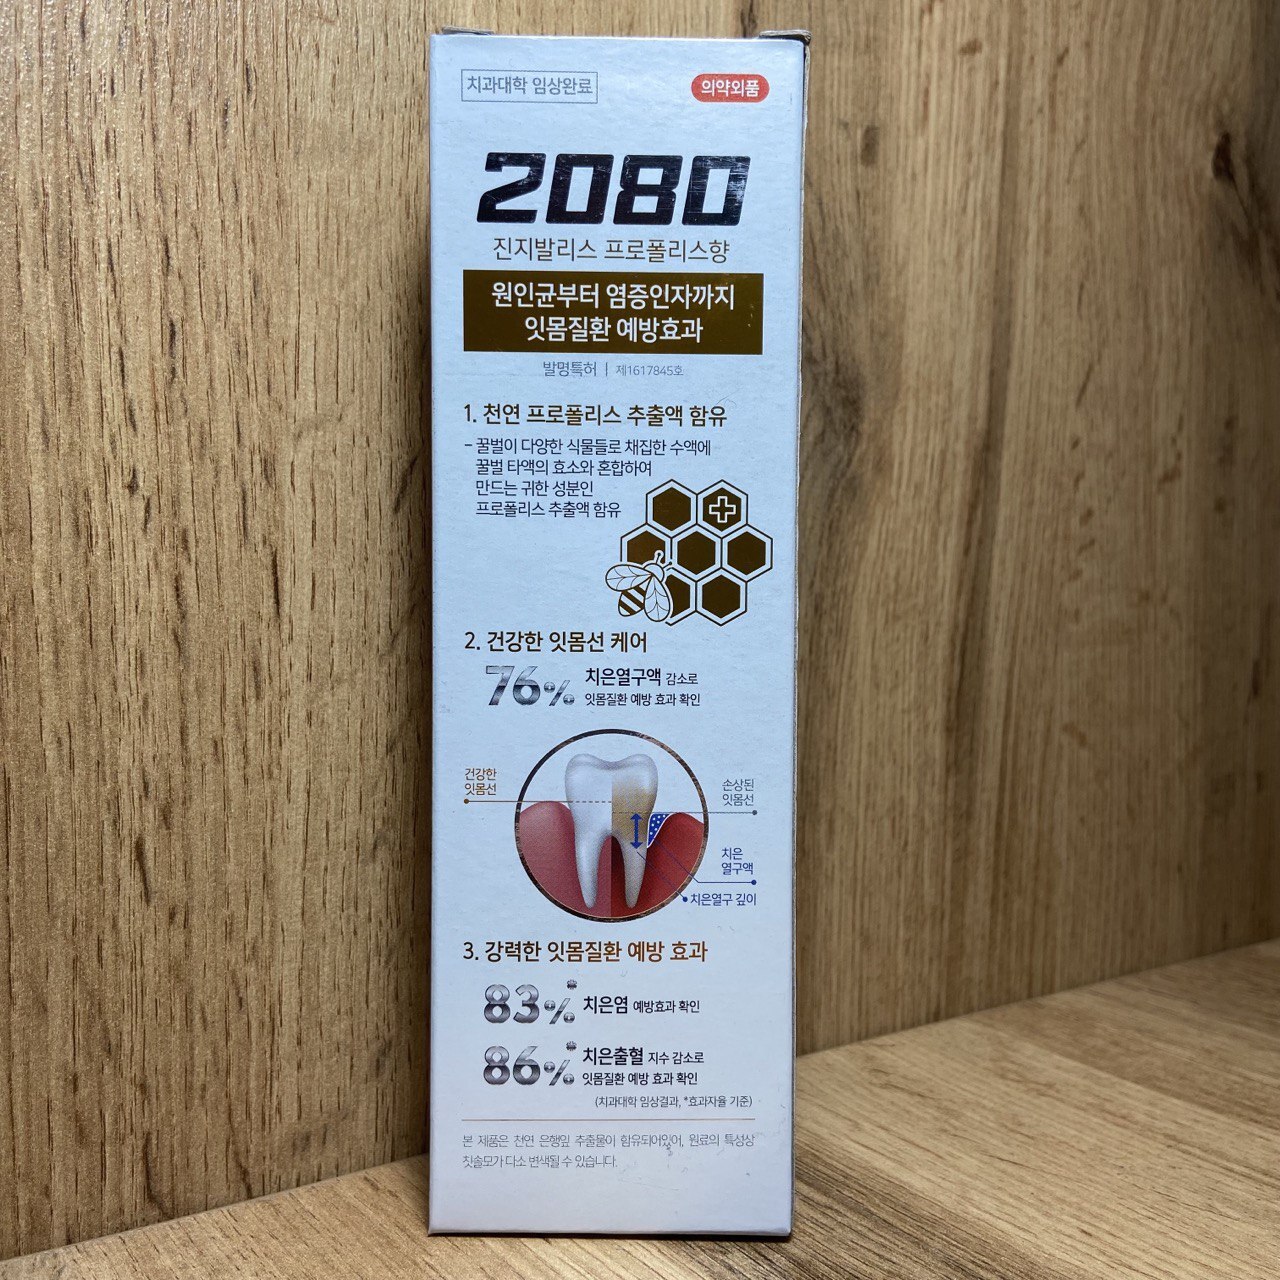 치과대학 임상완료
의약외품
2080
진지발리스 프로폴리스향
원인균부터 염증인자까지
잇몸질환 예방효과
발명특허 | 제1617845호
1. 천연 프로폴리스 추출액 함유
- 꿀벌이 다양한 식물들로 채집한 수액에
꿀벌 타액의 효소와 혼합하여
만드는 귀한 성분인
프로폴리스 추출액 함유
2. 건강한 잇몸선 케어
76% 치은열구액 감소로
잇몸질환 예방 효과 확인
건강한
잇몸선
손상된
잇몸선
치은
열구액
치은열구 깊이
3. 강력한 잇몸질환 예방 효과
83%* 치은염 예방효과 확인
86%* 치은출혈 지수 감소로
잇몸질환 예방 효과 확인
(치과대학 임상결과, *효과자율 기준)
본 제품은 천연 은행잎 추출물이 함유되어있어, 원료의 특성상
칫솔모가 다소 변색될 수 있습니다.